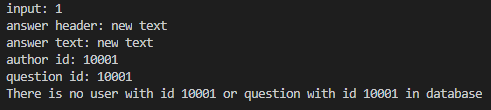 input: 1
answer header: new text
answer text: new text
author id: 10001
question id: 10001
There is no user with id 10001 or question with id 10001 in database